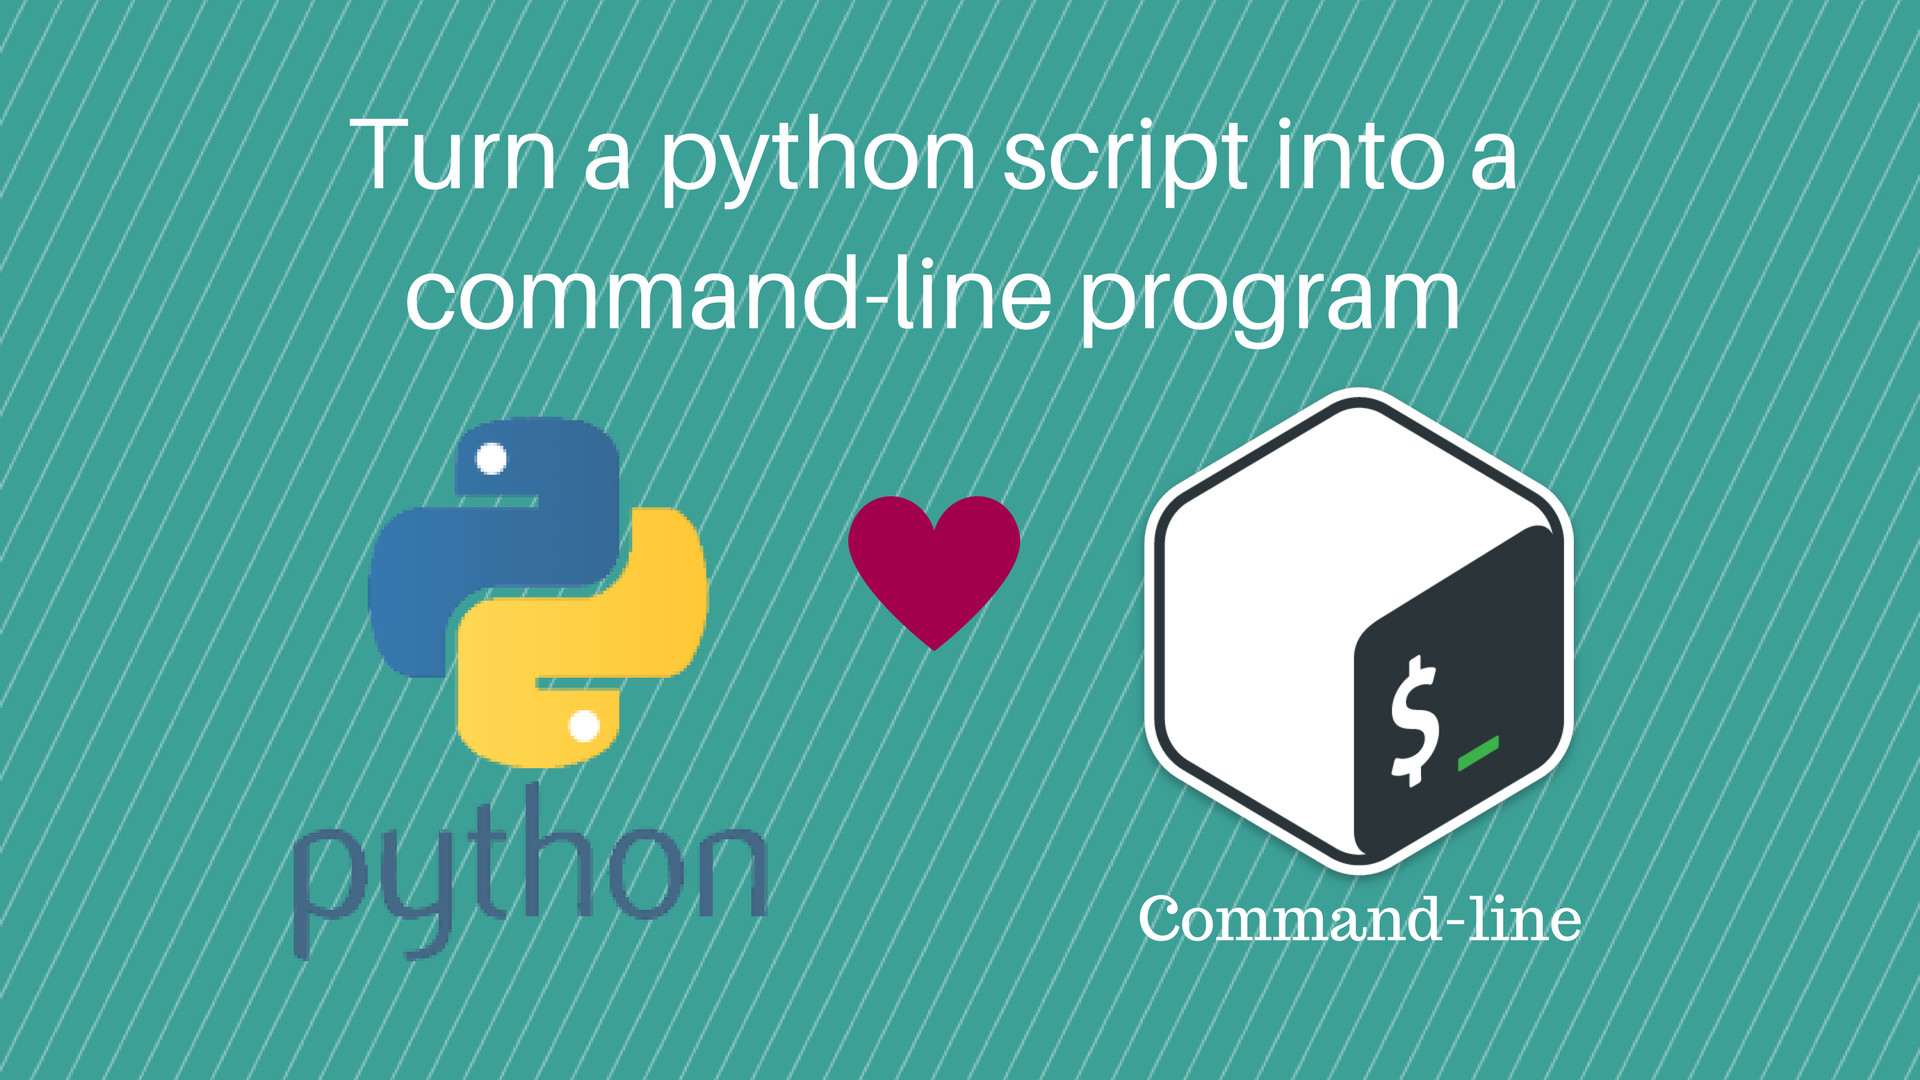 Turn a python script into a
command-line program
$_
python
Command-line